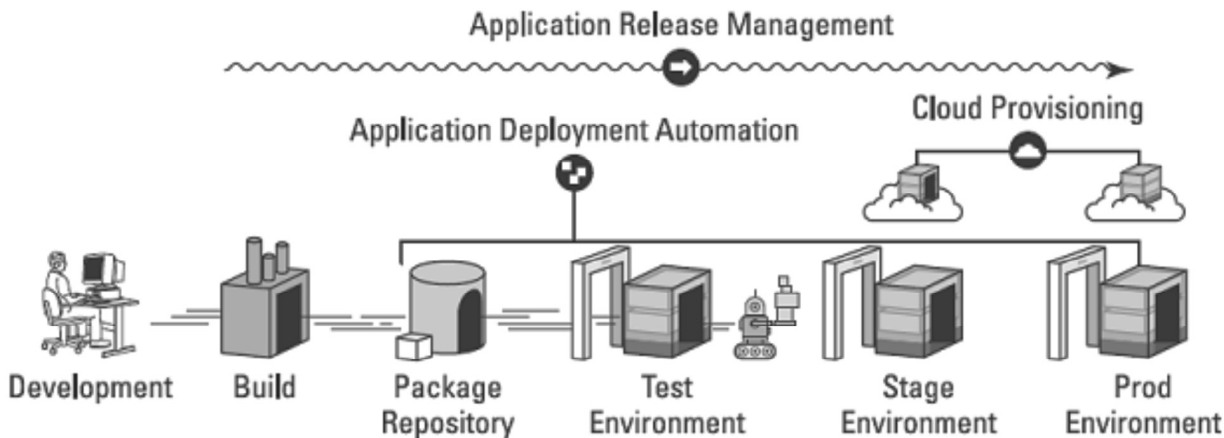 Application Release Management
Cloud Provisioning
Application Deployment Automation
Development
Build
Package
Repository
Test
Environment
Stage
Environment
Prod
Environment